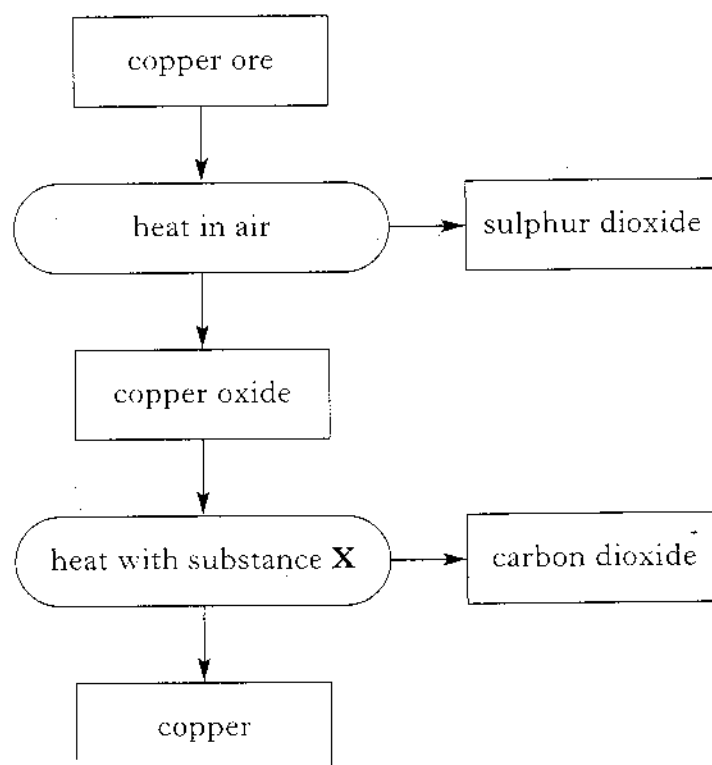 copper ore
heat in air
sulphur dioxide
copper oxide
heat with substance X
carbon dioxide
copper